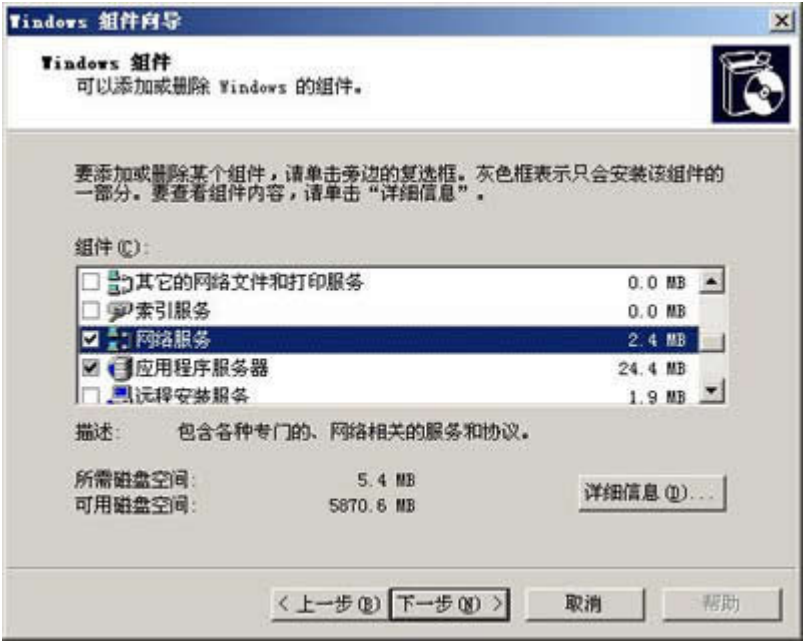 Windows 组件向导
Windows 组件
可以添加或删除 Windows 的组件。
要添加或删除某个组件，请单击旁边的复选框。灰色框表示只会安装该组件的
一部分。要查看组件内容，请单击“详细信息”。
组件(C):
其它的网络文件和打印服务 0.0 MB
索引服务 0.0 MB
网络服务 2.4 MB
应用程序服务器 24.4 MB
远程安装服务 1.9 MB
描述: 包含各种专门的、网络相关的服务和协议。
所需磁盘空间: 5.4 MB
可用磁盘空间: 5870.6 MB
详细信息(D)...
< 上一步(B) 下一步(N) > 取消 帮助